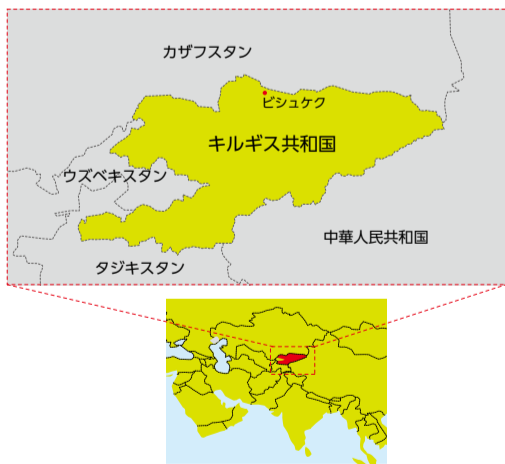 カザフスタン
ビシュケク
キルギス共和国
ウズベキスタン
中華人民共和国
タジキスタン